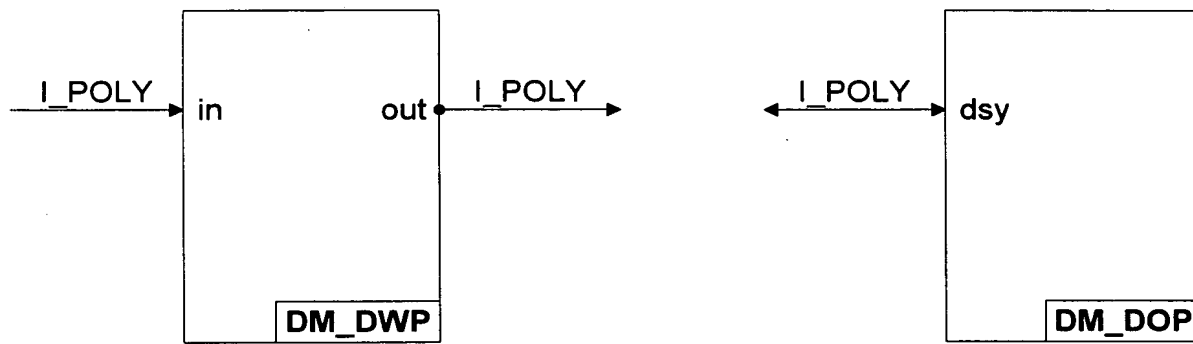 I_POLY
in
out
I_POLY
DM_DWP
I_POLY
dsy
DM_DOP